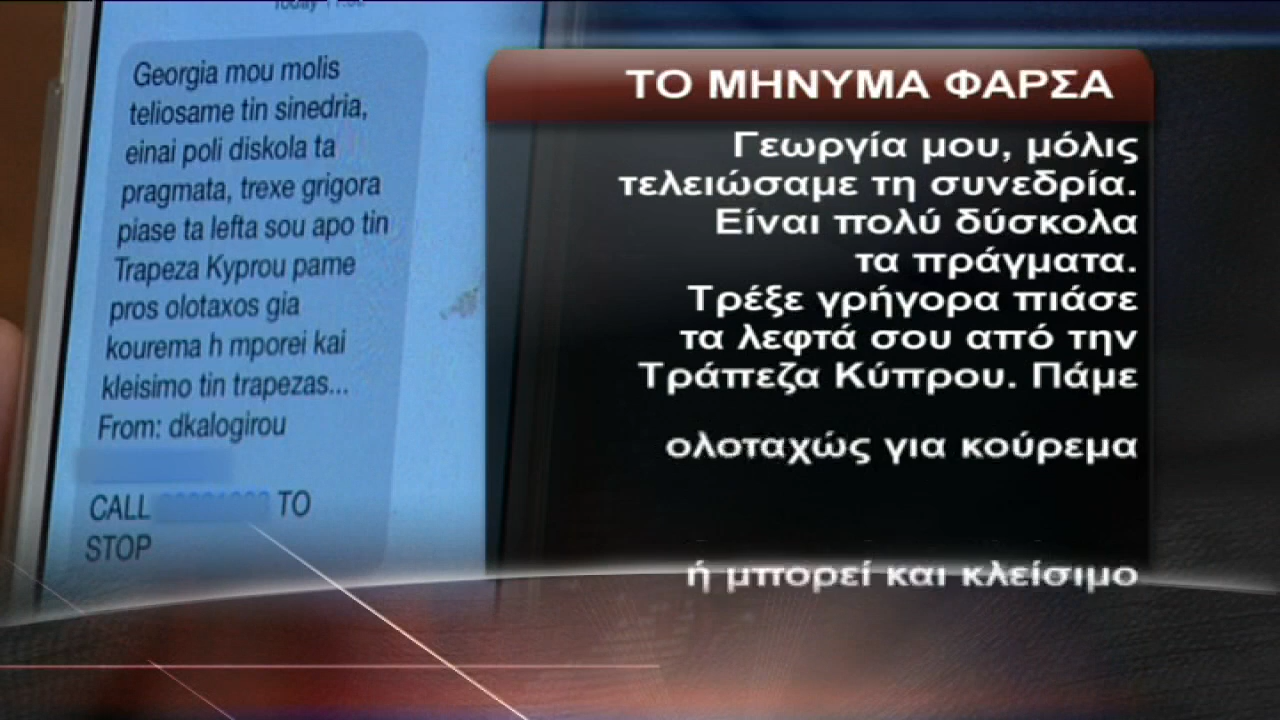 Today
Georgia mou molis
teliosame tin sinedria,
einai poli diskola ta
pragmata, trexe grigora
piase ta lefta sou apo tin
Trapeza Kyprou pame
pros olotaxos gia
kourema h mporei kai
kleisimo tin trapezas...
From: dkalogirou
CALL TO
STOP
ΤΟ ΜΗΝΥΜΑ ΦΑΡΣΑ
Γεωργία μου, μόλις
τελειώσαμε τη συνεδρία.
Είναι πολύ δύσκολα
τα πράγματα.
Τρέξε γρήγορα πιάσε
τα λεφτά σου από την
Τράπεζα Κύπρου. Πάμε
ολοταχώς για κούρεμα
ή μπορεί και κλείσιμο